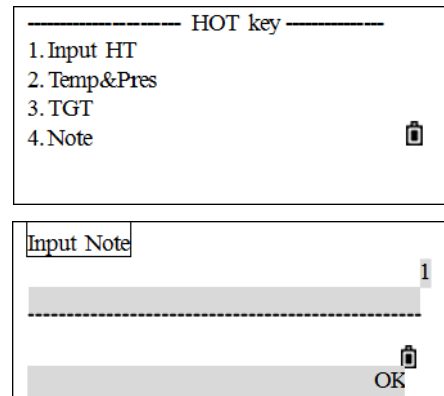 ---------------------- HOT key --------------
1. Input HT
2. Temp&Pres
3. TGT
4. Note
Input Note
1
--------------------------------------------------------
OK